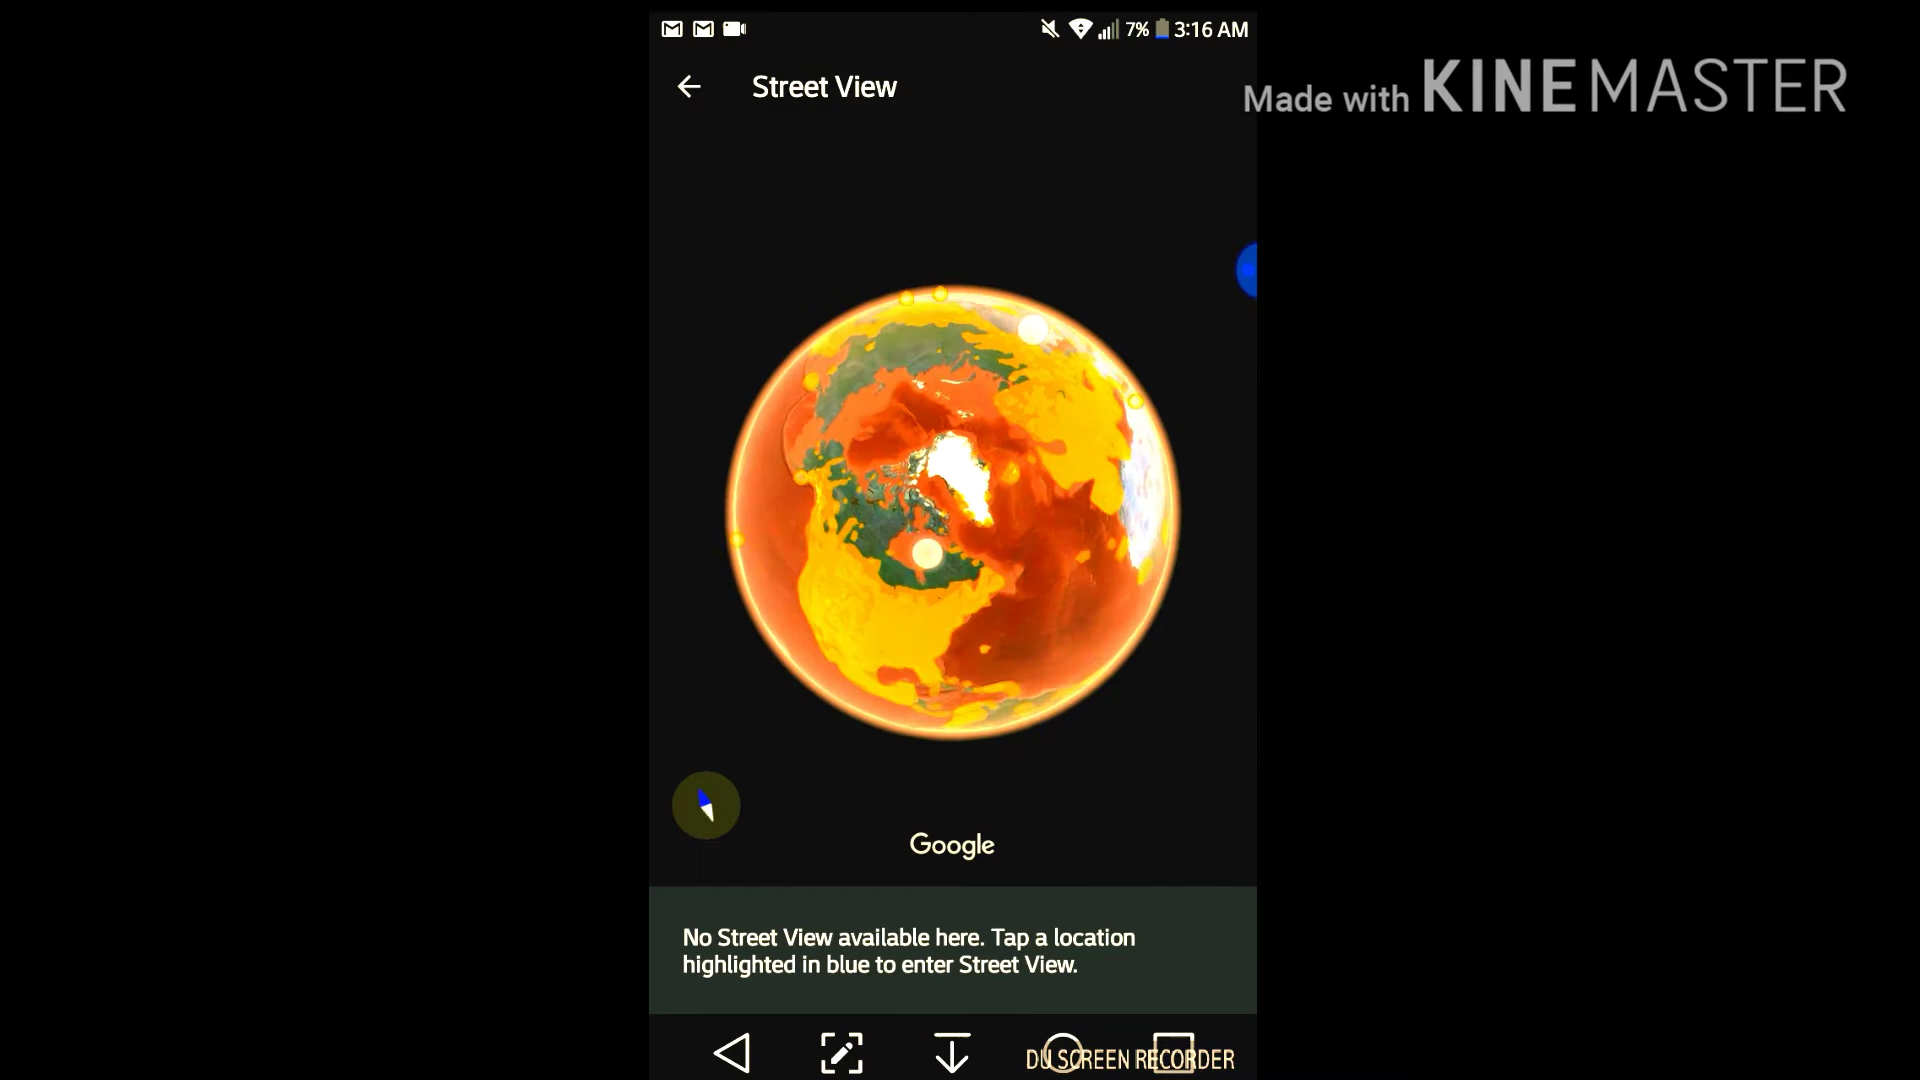 7% 3:16 AM
Street View
Made with KINEMASTER
Google
No Street View available here. Tap a location
highlighted in blue to enter Street View.
DU SCREEN RECORDER